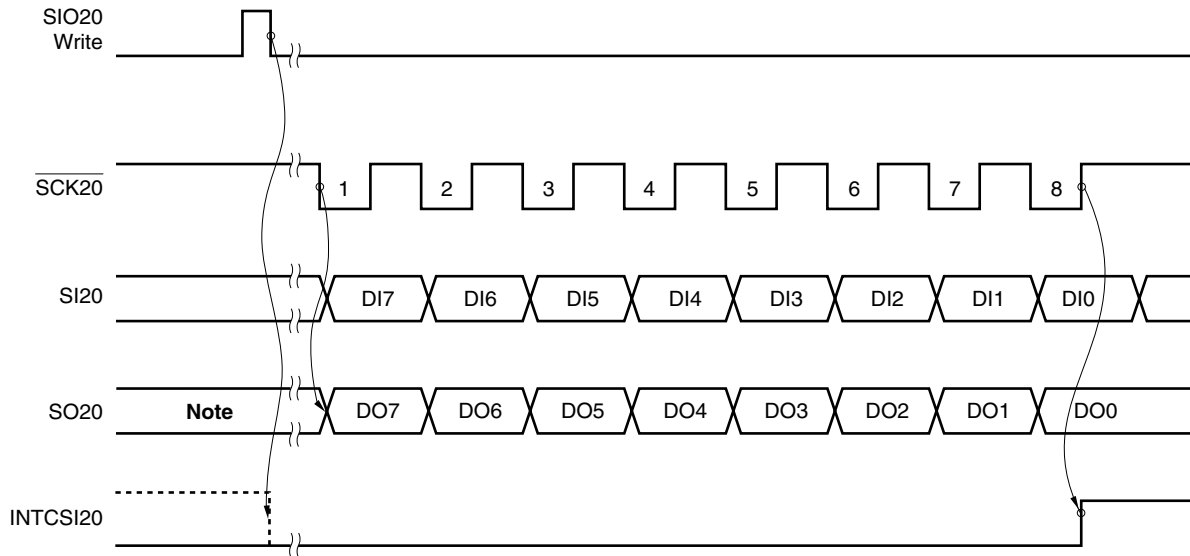 SIO20
Write
SCK20
1 2 3 4 5 6 7 8
SI20
DI7 DI6 DI5 DI4 DI3 DI2 DI1 DI0
SO20
Note DO7 DO6 DO5 DO4 DO3 DO2 DO1 DO0
INTCSI20